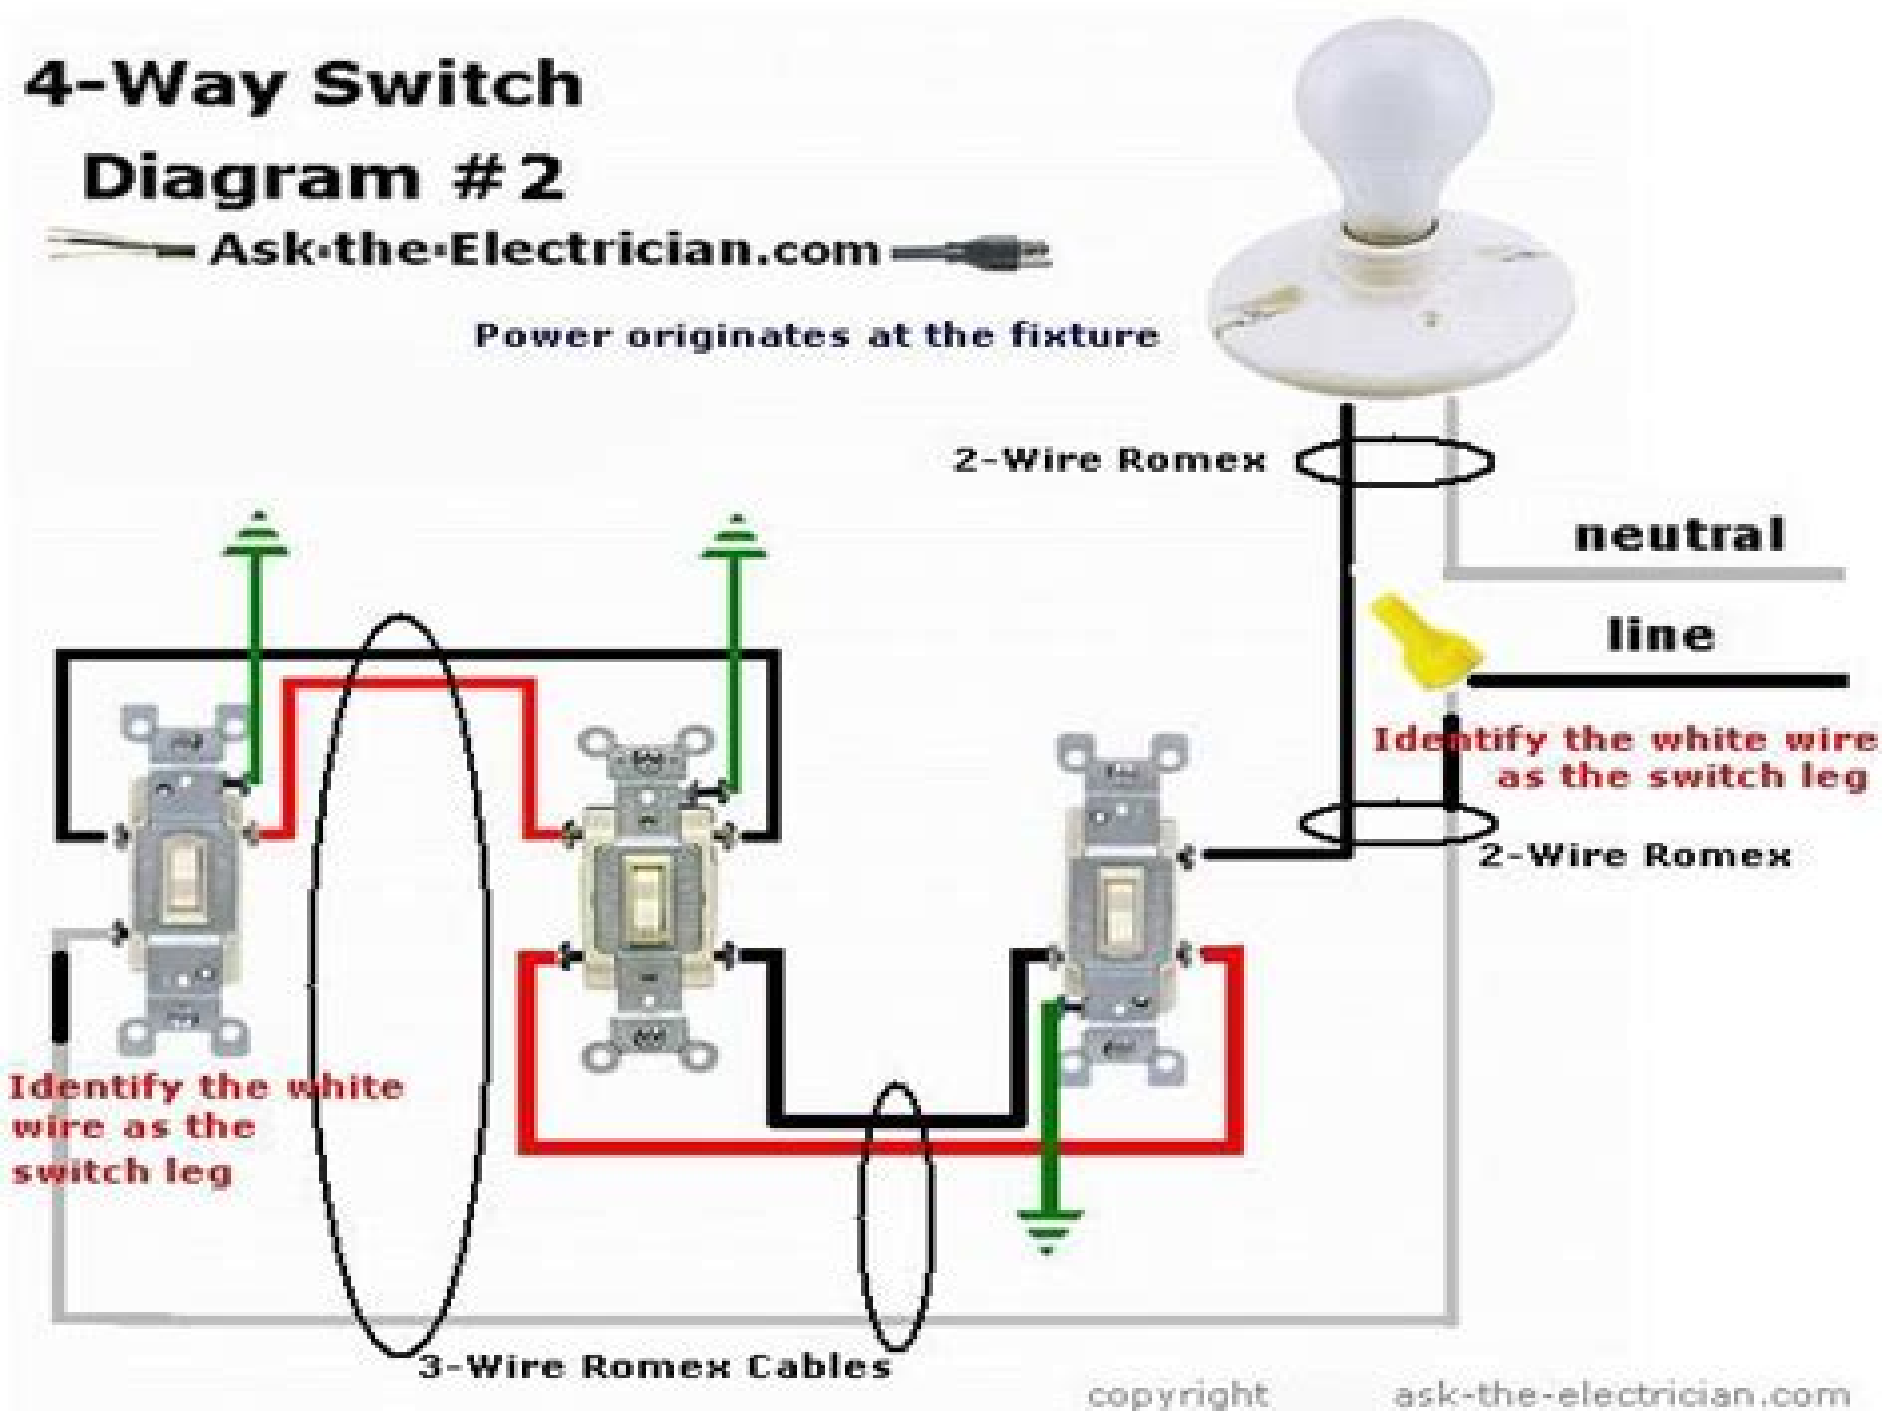 4-Way Switch
Diagram #2
Ask·the·Electrician.com
Power originates at the fixture
2-Wire Romex
neutral
line
Identify the white wire
as the switch leg
2-Wire Romex
Identify the white
wire as the
switch leg
3-Wire Romex Cables
copyright ask-the-electrician.com